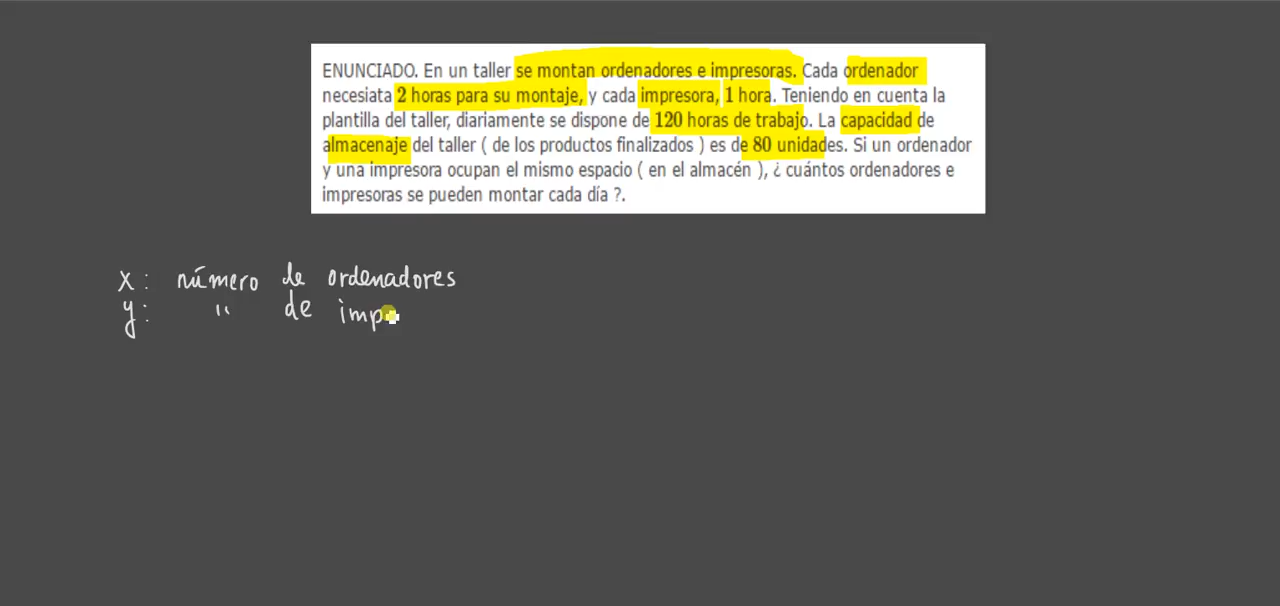 ENUNCIADO. En un taller se montan ordenadores e impresoras. Cada ordenador
necesiata 2 horas para su montaje, y cada impresora, 1 hora. Teniendo en cuenta la
plantilla del taller, diariamente se dispone de 120 horas de trabajo. La capacidad de
almacenaje del taller ( de los productos finalizados ) es de 80 unidades. Si un ordenador
y una impresora ocupan el mismo espacio ( en el almacén ), ¿ cuántos ordenadores e
impresoras se pueden montar cada día ?.
x : número de ordenadores
y : " de imp